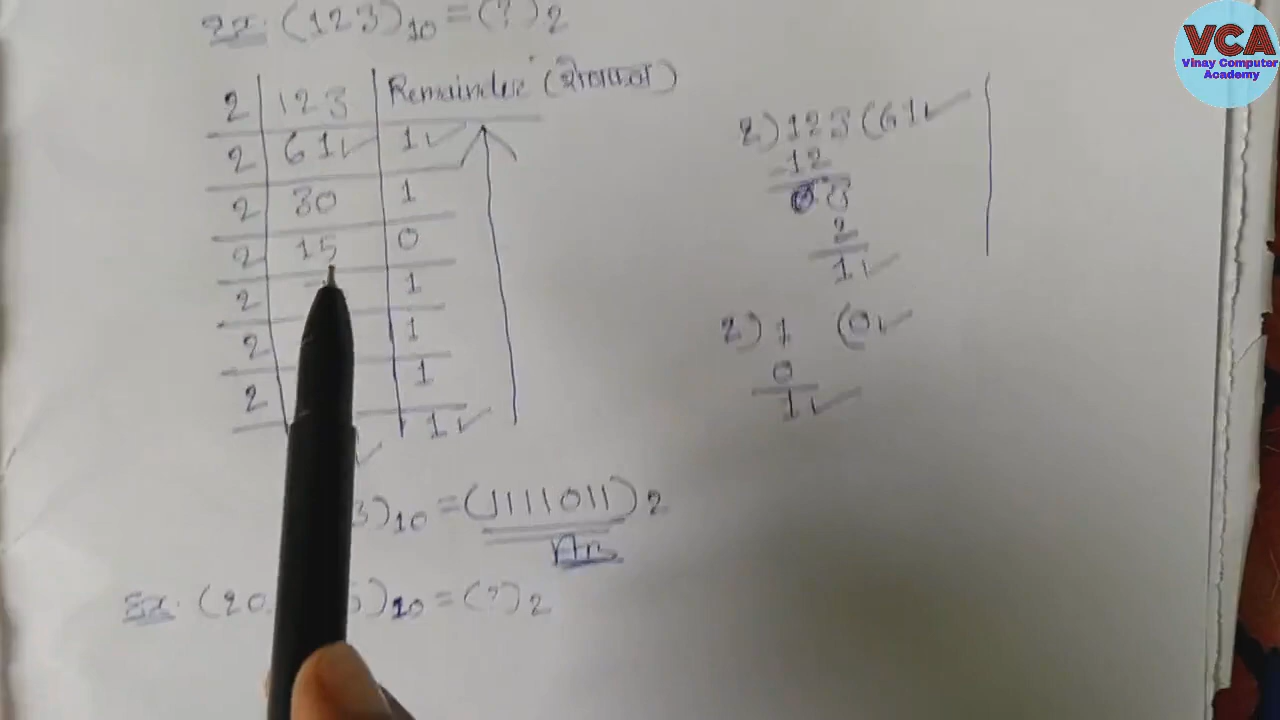 Ex: (123)10 = (?)2
2 | 123 | Remainder (शेषफल)
2 | 61 ✓ | 1 ✓
2 | 30 | 1
2 | 15 | 0
2 | 1
2 | 1
2 | 1
1 ✓
3)10 = (1111011)2
Ans
Ex. (20. 5)10 = (?)2
2) 123 (61 ✓
-12
03
2
1 ✓
2) 1 (0 ✓
0
1 ✓
VCA
Vinay Computer
Academy